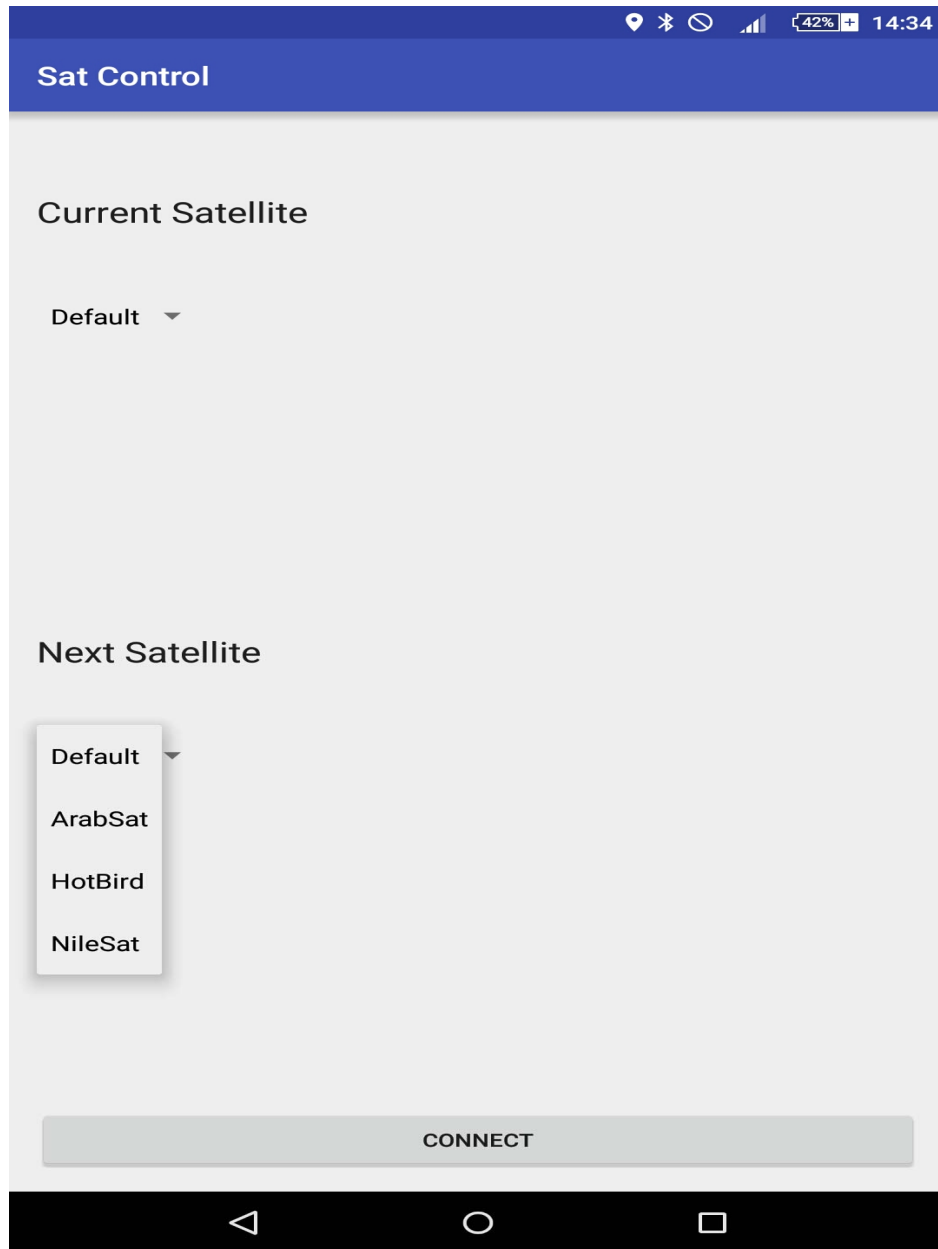 42% 14:34
Sat Control
Current Satellite
Default
Next Satellite
Default
ArabSat
HotBird
NileSat
CONNECT